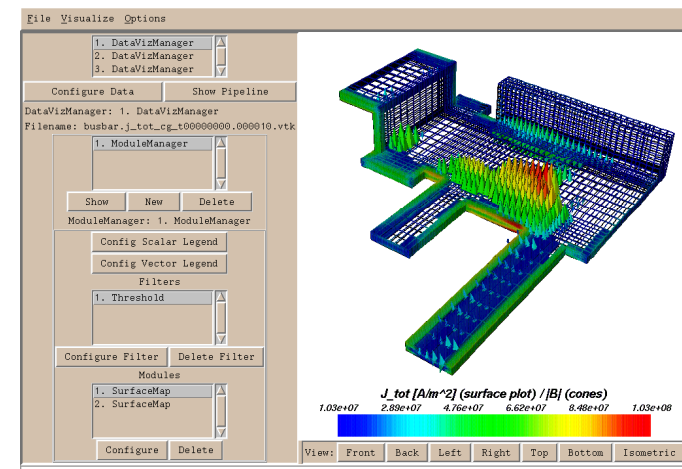 File Visualize Options
1. DataVizManager
2. DataVizManager
3. DataVizManager
Configure Data Show Pipeline
DataVizManager: 1. DataVizManager
Filename: busbar.j_tot_cg_t00000000.000010.vtk
1. ModuleManager
Show New Delete
ModuleManager: 1. ModuleManager
Config Scalar Legend
Config Vector Legend
Filters
1. Threshold
Configure Filter Delete Filter
Modules
1. SurfaceMap
2. SurfaceMap
Configure Delete
J_tot [A/m^2] (surface plot) / |B| (cones)
1.03e+07 2.89e+07 4.76e+07 6.62e+07 8.48e+07 1.03e+08
View: Front Back Left Right Top Bottom Isometric